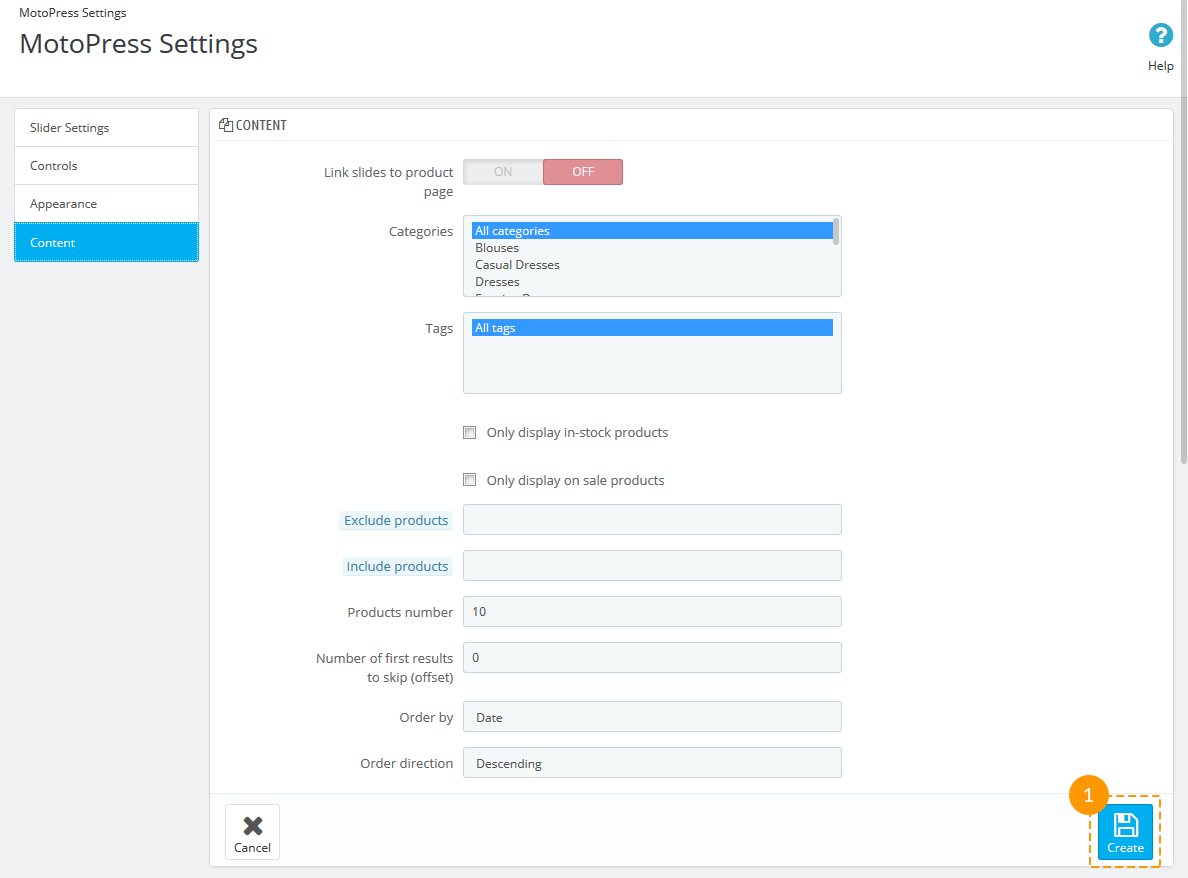 MotoPress Settings
MotoPress Settings
Help
Slider Settings
Controls
Appearance
Content
CONTENT
Link slides to product
page
ON
OFF
Categories
All categories
Blouses
Casual Dresses
Dresses
Tags
All tags
Only display in-stock products
Only display on sale products
Exclude products
Include products
Products number
10
Number of first results
to skip (offset)
0
Order by
Date
Order direction
Descending
Cancel
1
Create